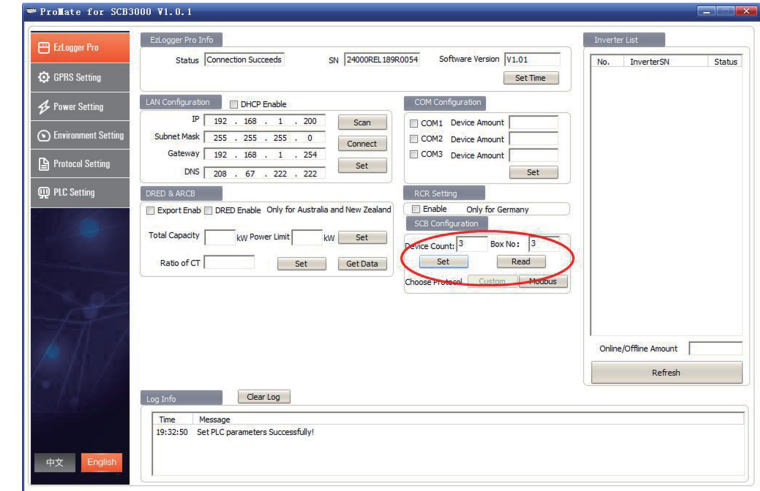 ProMate for SCB3000 V1.0.1
EzLogger Pro
GPRS Setting
Power Setting
Environment Setting
Protocol Setting
PLC Setting
中文 English
EzLogger Pro Info
Status Connection Succeeds SN 24000REL189R0054 Software Version V1.01
Set Time
LAN Configuration DHCP Enable
IP 192 . 168 . 1 . 200 Scan
Subnet Mask 255 . 255 . 255 . 0 Connect
Gateway 192 . 168 . 1 . 254
DNS 208 . 67 . 222 . 222 Set
COM Configuration
COM1 Device Amount
COM2 Device Amount
COM3 Device Amount
Set
DRED & ARCB
Export Enab DRED Enable Only for Australia and New Zealand
Total Capacity kW Power Limit kW Set
Ratio of CT Set Get Data
RCR Setting
Enable Only for Germany
SCB Configuration
Device Count: 3 Box No: 3
Set Read
Choose Protocol Custom Modbus
Inverter List
No. InverterSN Status
Online/Offline Amount
Refresh
Log Info Clear Log
Time Message
19:32:50 Set PLC parameters Successfully!